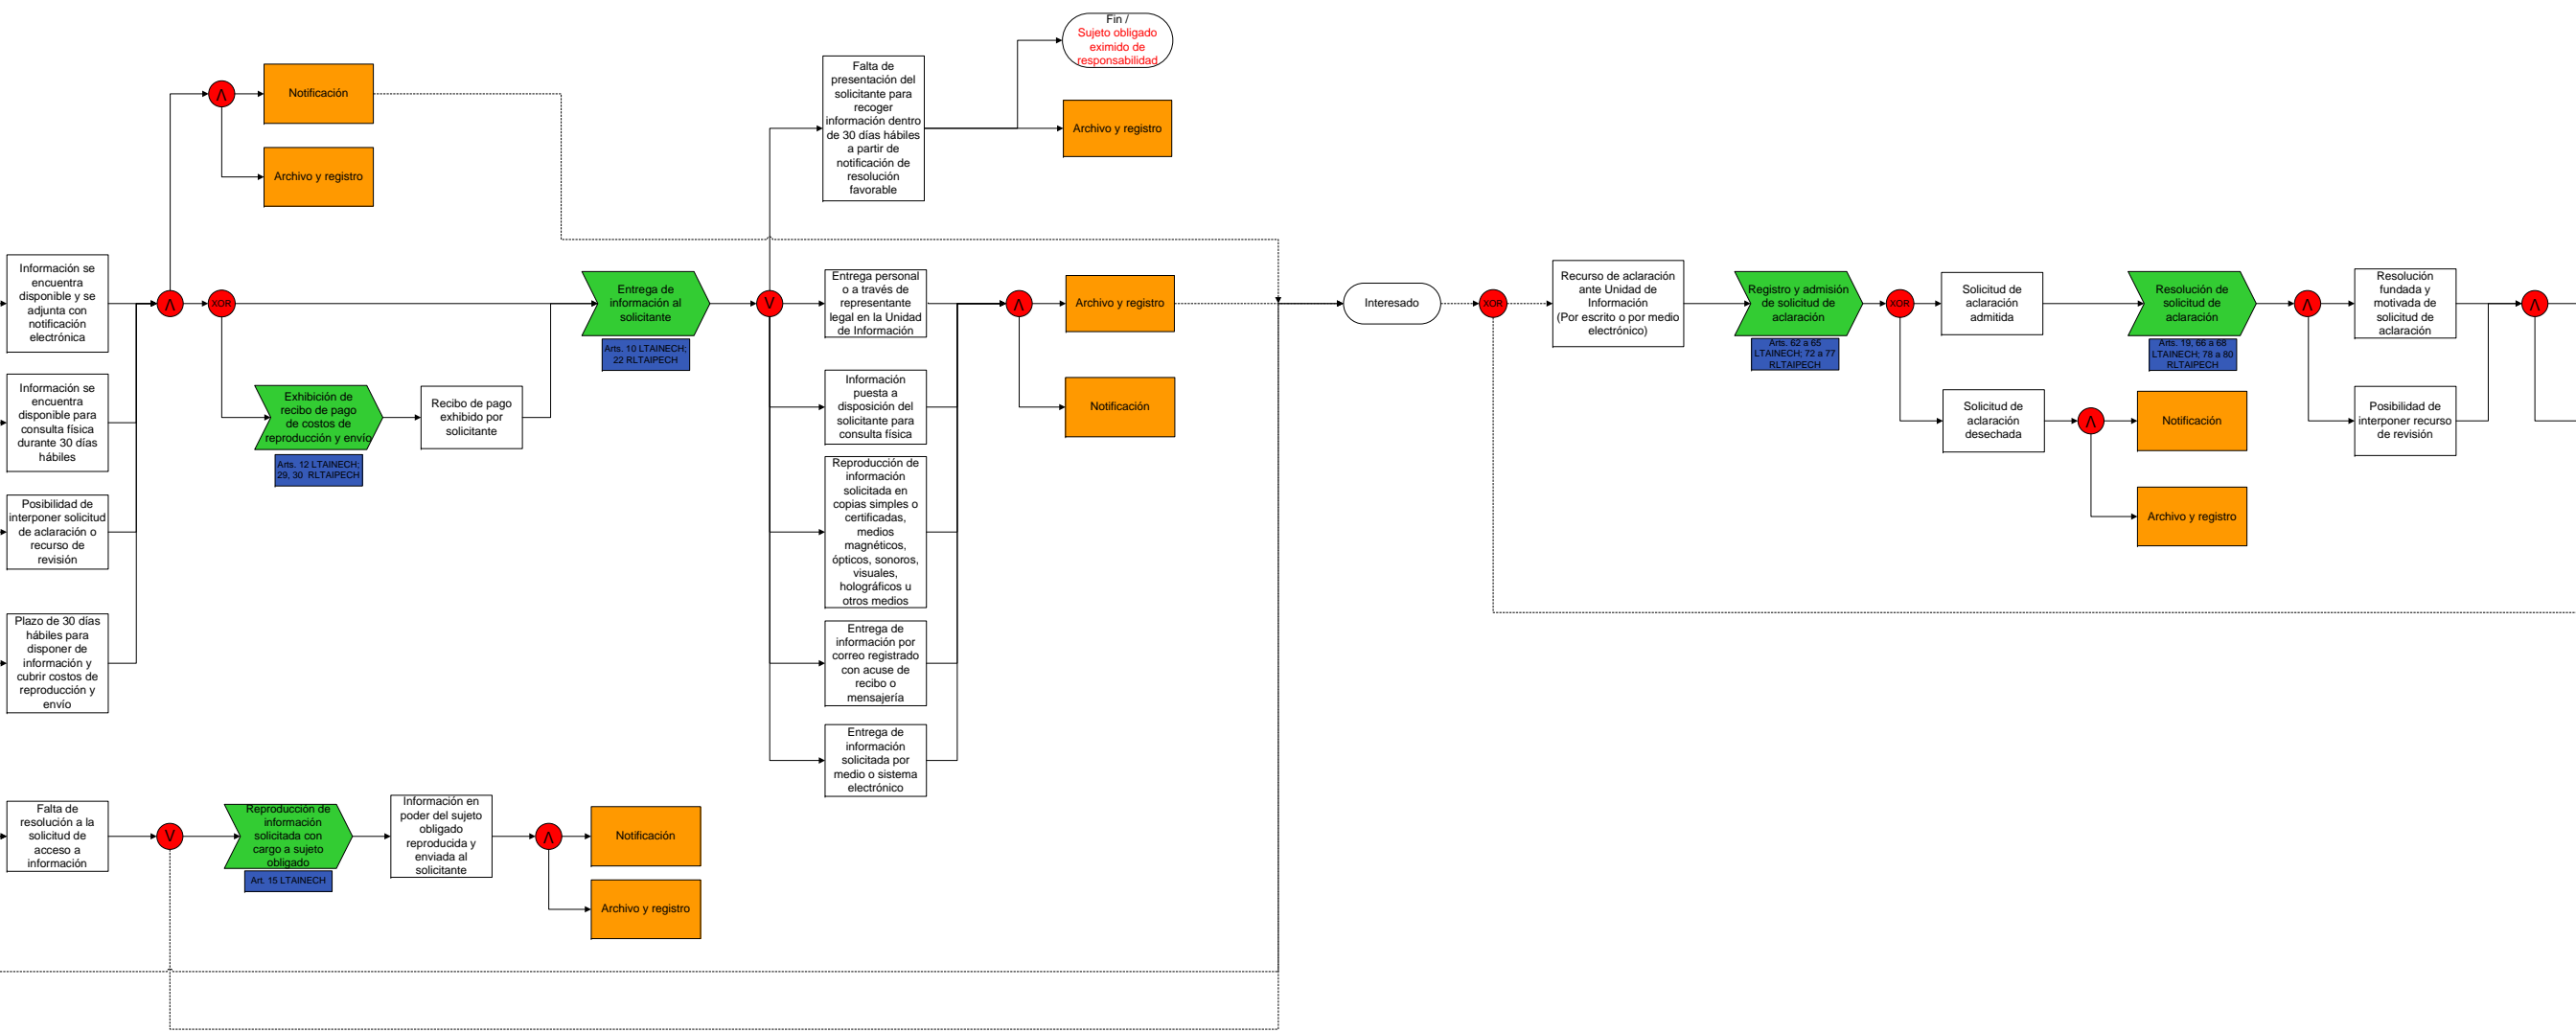 Fin /
Sujeto obligado
eximido de
responsabilidad
Falta de
presentación del
solicitante para
recoger
información dentro
de 30 días hábiles
a partir de
notificación de
resolución
favorable
Archivo y registro
Λ
Notificación
Archivo y registro
Información se
encuentra
disponible y se
adjunta con
notificación
electrónica
Información se
encuentra
disponible para
consulta física
durante 30 días
hábiles
Posibilidad de
interponer solicitud
de aclaración o
recurso de
revisión
Plazo de 30 días
hábiles para
disponer de
información y
cubrir costos de
reproducción y
envío
Λ
XOR
Exhibición de
recibo de pago
de costos de
reproducción y envío
Arts. 12 LTAINECH;
29, 30 RLTAIPECH
Recibo de pago
exhibido por
solicitante
Entrega de
información al
solicitante
Arts. 10 LTAINECH;
22 RLTAIPECH
V
Entrega personal
o a través de
representante
legal en la Unidad
de Información
Información
puesta a
disposición del
solicitante para
consulta física
Reproducción de
información
solicitada en
copias simples o
certificadas,
medios
magnéticos,
ópticos, sonoros,
visuales,
holográficos u
otros medios
Entrega de
información por
correo registrado
con acuse de
recibo o
mensajería
Entrega de
información
solicitada por
medio o sistema
electrónico
Λ
Archivo y registro
Notificación
Interesado
XOR
Recurso de aclaración
ante Unidad de
Información
(Por escrito o por medio
electrónico)
Registro y admisión
de solicitud de
aclaración
Arts. 62 a 65
LTAINECH; 72 a 77
RLTAIPECH
XOR
Solicitud de
aclaración
admitida
Solicitud de
aclaración
desechada
Λ
Notificación
Archivo y registro
Resolución de
solicitud de
aclaración
Arts. 19, 66 a 68
LTAINECH; 78 a 80
RLTAIPECH
Λ
Resolución
fundada y
motivada de
solicitud de
aclaración
Posibilidad de
interponer recurso
de revisión
Λ
Falta de
resolución a la
solicitud de
acceso a
información
V
Reproducción de
información
solicitada con
cargo a sujeto
obligado
Art. 15 LTAINECH
Información en
poder del sujeto
obligado
reproducida y
enviada al
solicitante
Λ
Notificación
Archivo y registro